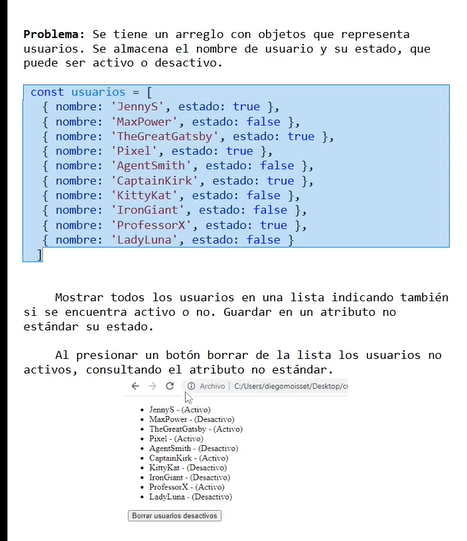 Problema: Se tiene un arreglo con objetos que representa
usuarios. Se almacena el nombre de usuario y su estado, que
puede ser activo o desactivo.
const usuarios = [
{ nombre: 'JennyS', estado: true },
{ nombre: 'MaxPower', estado: false },
{ nombre: 'TheGreatGatsby', estado: true },
{ nombre: 'Pixel', estado: true },
{ nombre: 'AgentSmith', estado: false },
{ nombre: 'CaptainKirk', estado: true },
{ nombre: 'KittyKat', estado: false },
{ nombre: 'IronGiant', estado: false },
{ nombre: 'ProfessorX', estado: true },
{ nombre: 'LadyLuna', estado: false }
]
Mostrar todos los usuarios en una lista indicando también
si se encuentra activo o no. Guardar en un atributo no
estándar su estado.
Al presionar un botón borrar de la lista los usuarios no
activos, consultando el atributo no estándar.
Archivo | C:/Users/diegomoisset/Desktop/cu
• JennyS - (Activo)
• MaxPower - (Desactivo)
• TheGreatGatsby - (Activo)
• Pixel - (Activo)
• AgentSmith - (Desactivo)
• CaptainKirk - (Activo)
• KittyKat - (Desactivo)
• IronGiant - (Desactivo)
• ProfessorX - (Activo)
• LadyLuna - (Desactivo)
Borrar usuarios desactivos